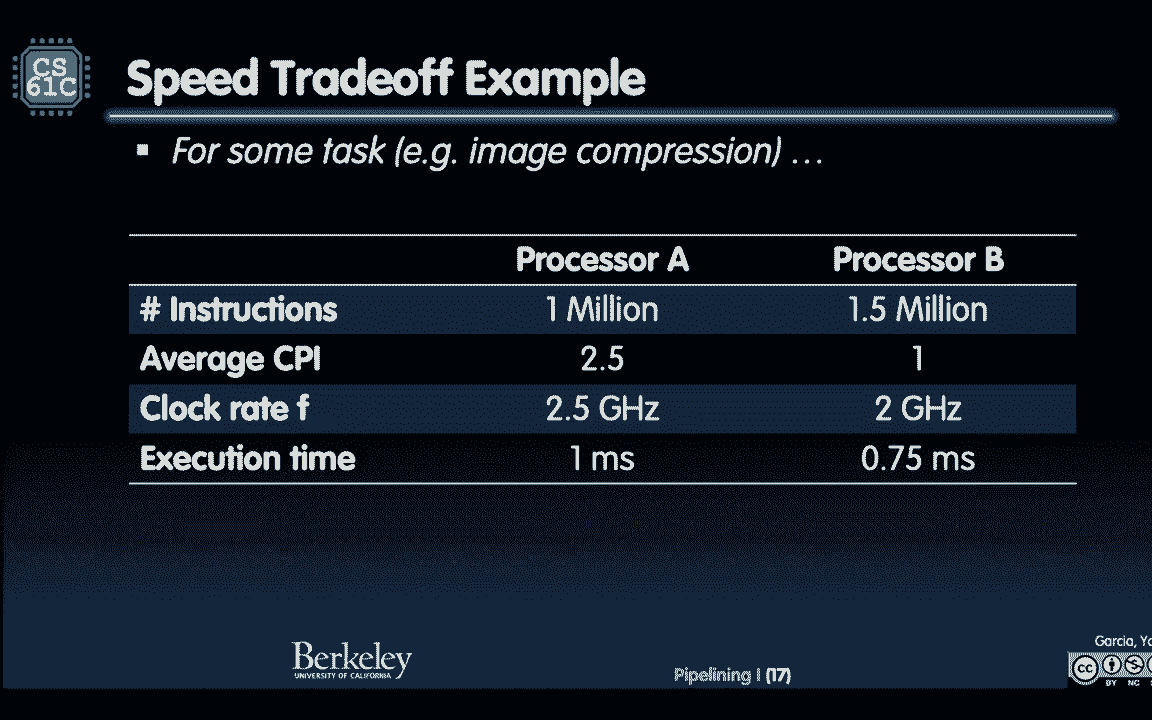 CS
61C
Speed Tradeoff Example
▪ For some task (e.g. image compression) …
Processor A Processor B
# Instructions 1 Million 1.5 Million
Average CPI 2.5 1
Clock rate f 2.5 GHz 2 GHz
Execution time 1 ms 0.75 ms
Berkeley
UNIVERSITY OF CALIFORNIA
Pipelining I (17)
Garcia,
cc
BY NC